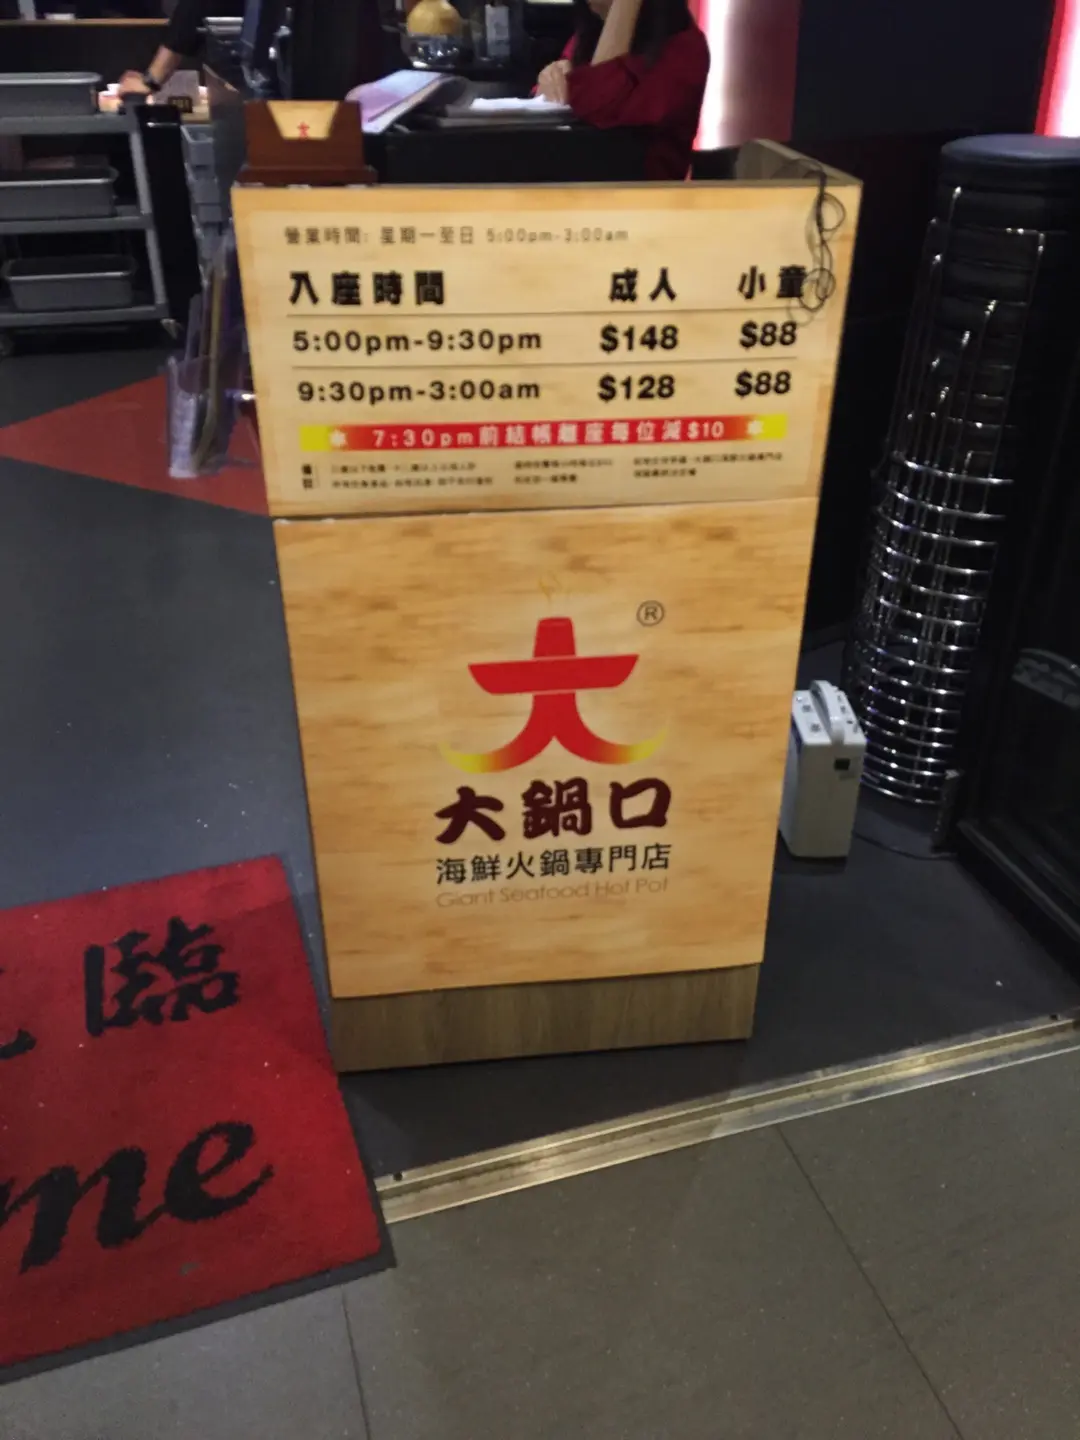 營業時間: 星期一至日 5:00pm-3:00am
入座時間 成人 小童
5:00pm-9:30pm $148 $88
9:30pm-3:00am $128 $88
7:30pm前結帳離座每位減$10
大
®
大鍋口
海鮮火鍋專門店
Giant Seafood Hot Pot
臨
me